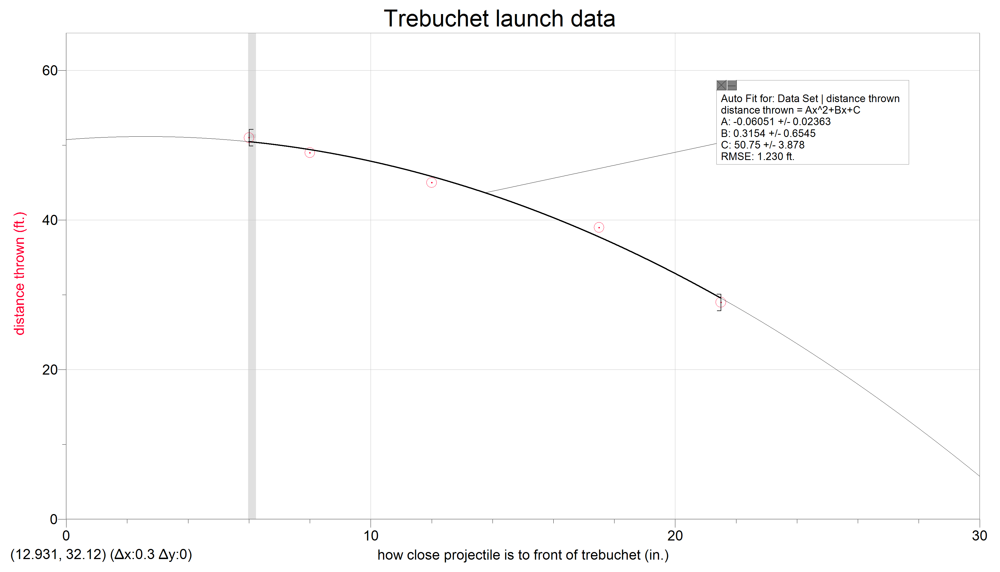 Trebuchet launch data
60
40
20
0
distance thrown (ft.)
Auto Fit for: Data Set | distance thrown
distance thrown = Ax^2+Bx+C
A: -0.06051 +/- 0.02363
B: 0.3154 +/- 0.6545
C: 50.75 +/- 3.878
RMSE: 1.230 ft.
0 10 20 30
(12.931, 32.12) (Δx:0.3 Δy:0)
how close projectile is to front of trebuchet (in.)